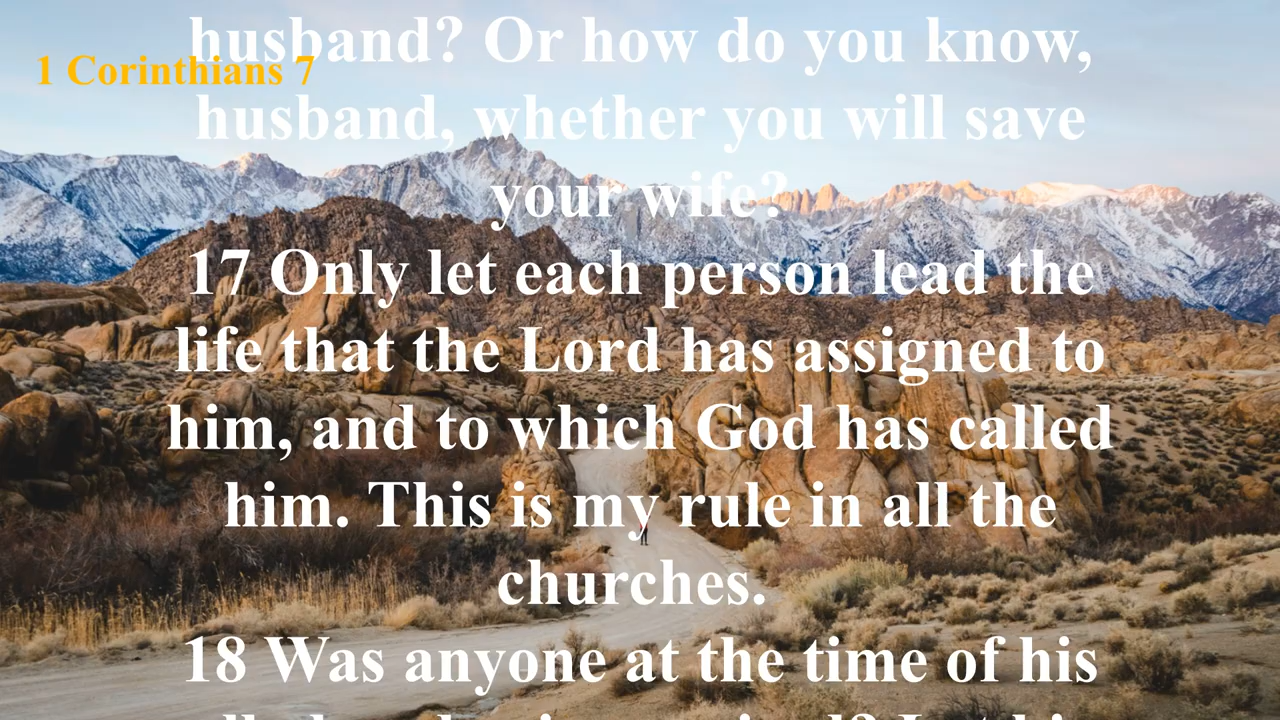 husband? Or how do you know,
1 Corinthians 7
husband, whether you will save
your wife?
17 Only let each person lead the
life that the Lord has assigned to
him, and to which God has called
him. This is my rule in all the
churches.
18 Was anyone at the time of his